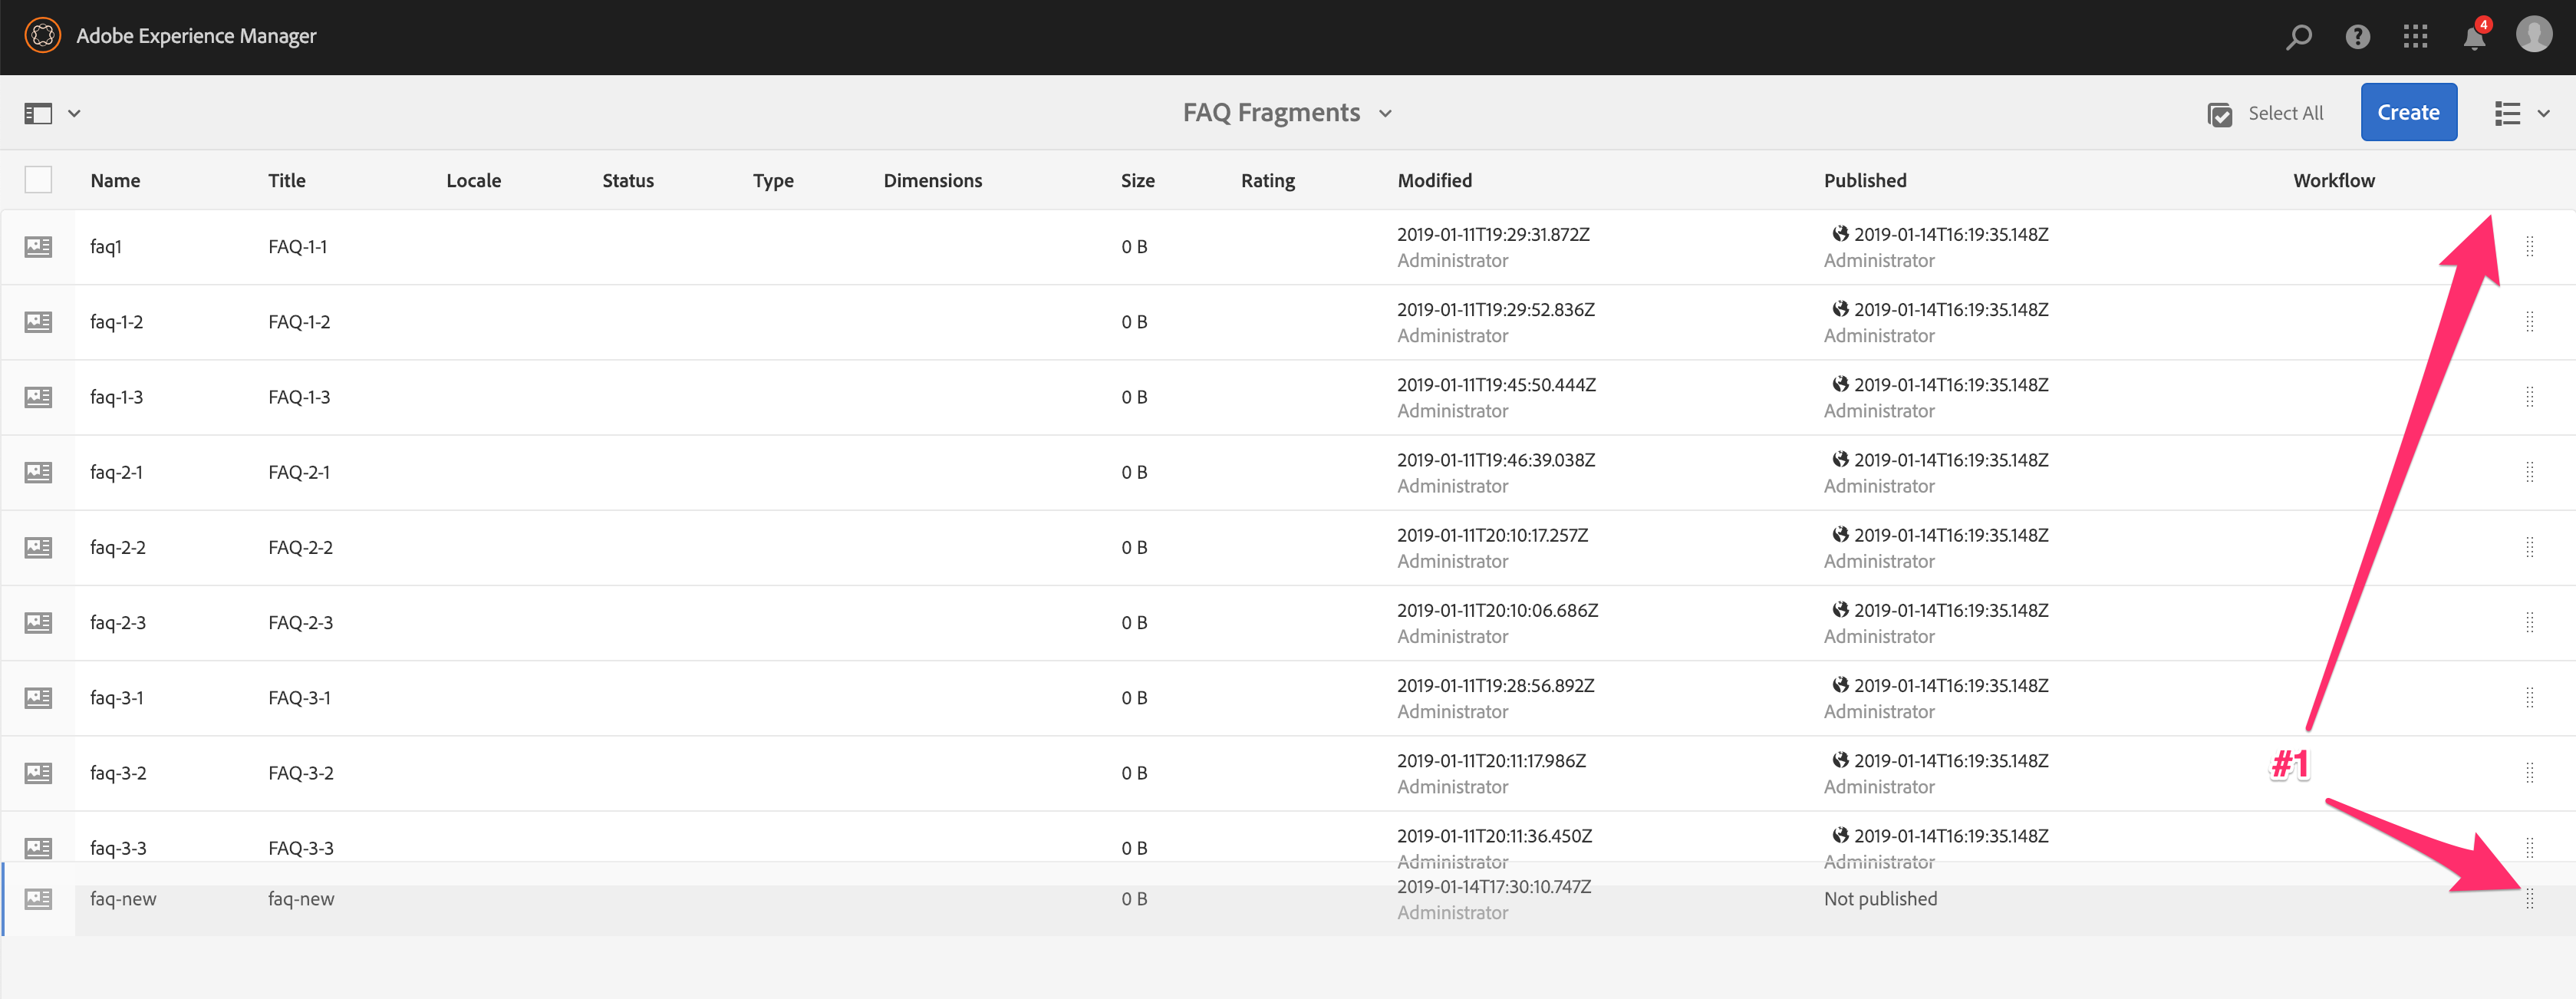 Adobe Experience Manager
4
FAQ Fragments
Select All
Create
Name Title Locale Status Type Dimensions Size Rating Modified Published Workflow
faq1 FAQ-1-1 0 B 2019-01-11T19:29:31.872Z 2019-01-14T16:19:35.148Z
Administrator Administrator
faq-1-2 FAQ-1-2 0 B 2019-01-11T19:29:52.836Z 2019-01-14T16:19:35.148Z
Administrator Administrator
faq-1-3 FAQ-1-3 0 B 2019-01-11T19:45:50.444Z 2019-01-14T16:19:35.148Z
Administrator Administrator
faq-2-1 FAQ-2-1 0 B 2019-01-11T19:46:39.038Z 2019-01-14T16:19:35.148Z
Administrator Administrator
faq-2-2 FAQ-2-2 0 B 2019-01-11T20:10:17.257Z 2019-01-14T16:19:35.148Z
Administrator Administrator
faq-2-3 FAQ-2-3 0 B 2019-01-11T20:10:06.686Z 2019-01-14T16:19:35.148Z
Administrator Administrator
faq-3-1 FAQ-3-1 0 B 2019-01-11T19:28:56.892Z 2019-01-14T16:19:35.148Z
Administrator Administrator
faq-3-2 FAQ-3-2 0 B 2019-01-11T20:11:17.986Z 2019-01-14T16:19:35.148Z
Administrator Administrator
#1
faq-3-3 FAQ-3-3 0 B 2019-01-11T20:11:36.450Z 2019-01-14T16:19:35.148Z
Administrator Administrator
faq-new faq-new 0 B 2019-01-14T17:30:10.747Z Not published
Administrator